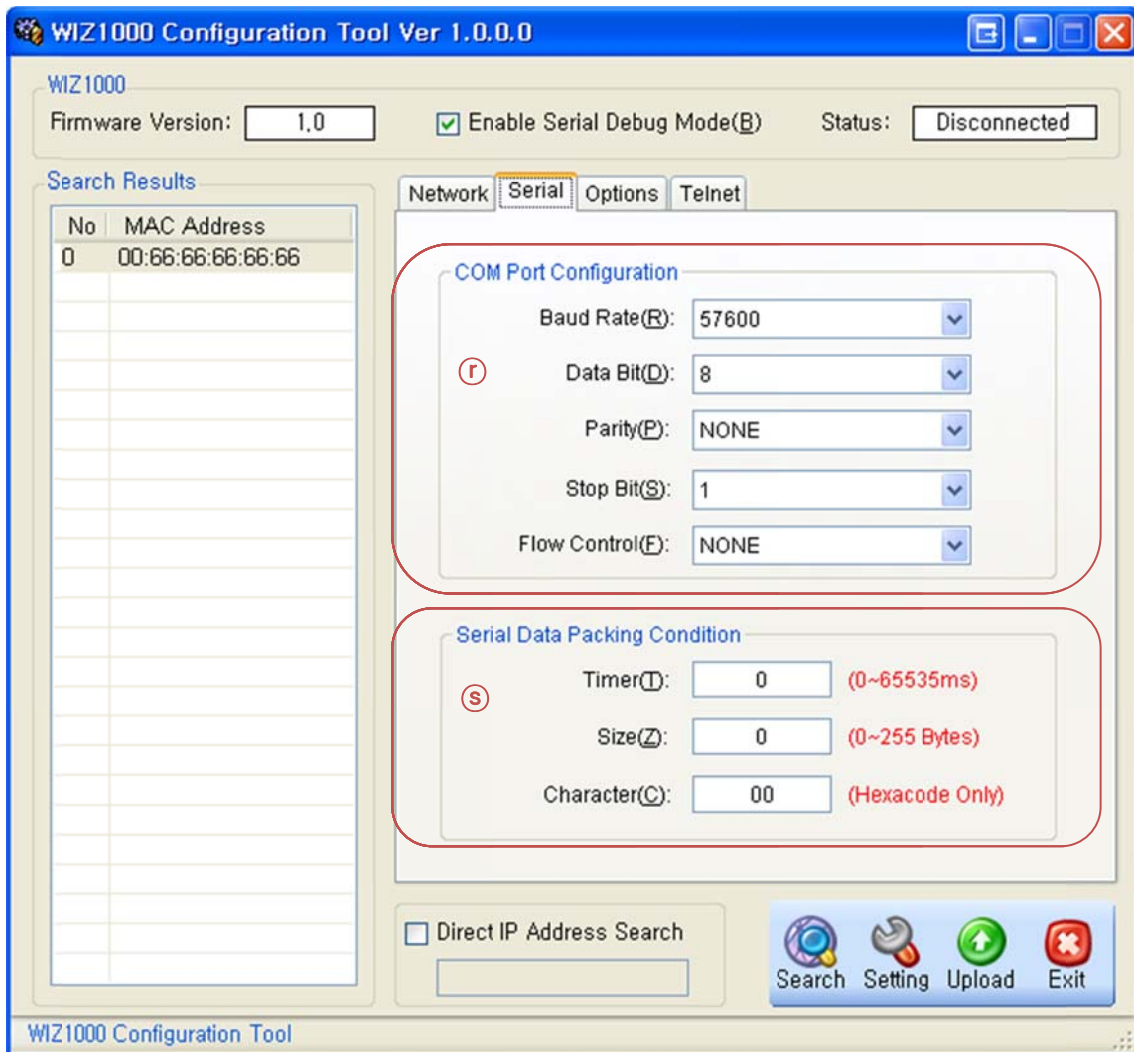 WIZ1000 Configuration Tool Ver 1.0.0.0
WIZ1000
Firmware Version: 1.0 Enable Serial Debug Mode(B) Status: Disconnected
Search Results
No MAC Address
0 00:66:66:66:66:66
Network Serial Options Telnet
COM Port Configuration
Baud Rate(R): 57600
r Data Bit(D): 8
Parity(P): NONE
Stop Bit(S): 1
Flow Control(F): NONE
Serial Data Packing Condition
Timer(T): 0 (0~65535ms)
s
Size(Z): 0 (0~255 Bytes)
Character(C): 00 (Hexacode Only)
Direct IP Address Search
Search Setting Upload Exit
WIZ1000 Configuration Tool